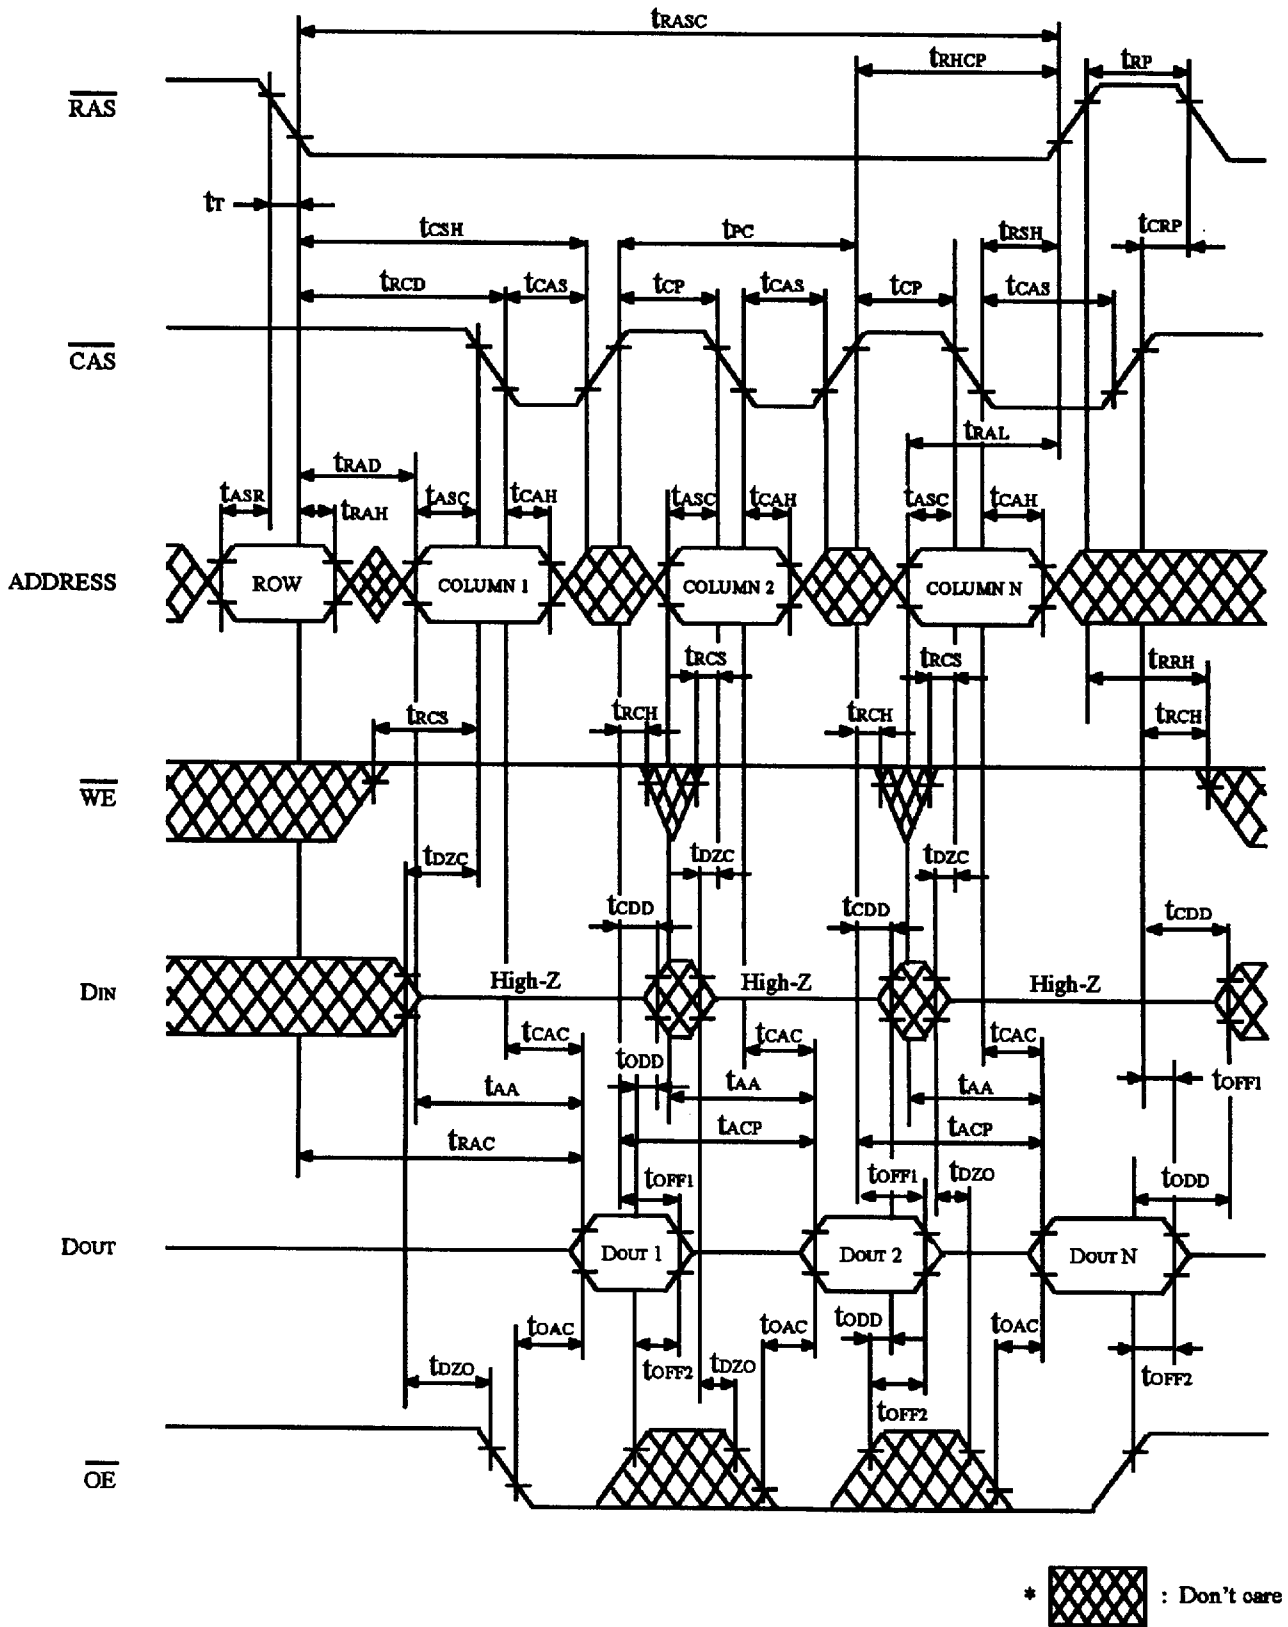 tRASC
tRHCP
tRP
RAS
tT
tCSH
tPC
tRSH
tCRP
tRCD
tCAS
tCP
tCAS
tCP
tCAS
CAS
tRAL
tRAD
tASR
tRAH
tASC
tCAH
tASC
tCAH
tASC
tCAH
ADDRESS
ROW
COLUMN 1
COLUMN 2
COLUMN N
tRCS
tRCS
tRRH
tRCS
tRCH
tRCH
tRCH
WE
tDZC
tDZC
tDZC
tCDD
tCDD
tCDD
DIN
High-Z
High-Z
High-Z
tCAC
tODD
tCAC
tCAC
tOFF1
tAA
tAA
tAA
tRAC
tACP
tACP
tOFF1
tOFF1
tDZO
tODD
DOUT
DOUT 1
DOUT 2
DOUT N
tOAC
tOAC
tODD
tOAC
tDZO
tOFF2
tDZO
tOFF2
tOFF2
OE
* : Don't care